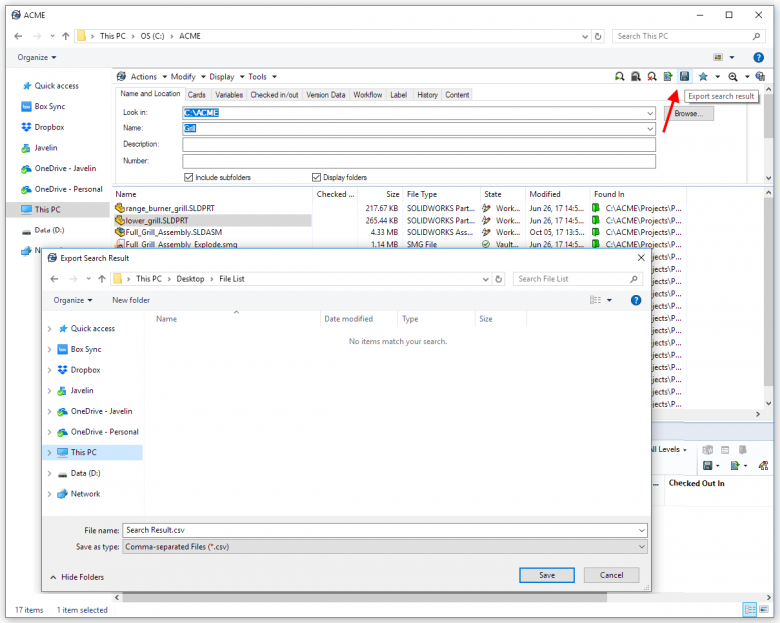 ACME
This PC > OS (C:) > ACME
Search This PC
Organize
Quick access
Box Sync
Dropbox
Javelin
OneDrive - Javelin
OneDrive - Personal
This PC
Data (D:)
N
Actions Modify Display Tools
Export search result
Name and Location Cards Variables Checked in/out Version Data Workflow Label History Content
Look in: C:\ACME
Browse...
Name: Grill
Description:
Number:
Include subfolders Display folders
Name Checked ... Size File Type State Modified Found In
range_burner_grill.SLDPRT 217.67 KB SOLIDWORKS Part... Work... Jun 26, 17 14:5... C:\ACME\Projects\P...
lower_grill.SLDPRT 265.44 KB SOLIDWORKS Part... Work... Jun 26, 17 14:5... C:\ACME\Projects\P...
Full_Grill_Assembly.SLDASM 4.33 MB SOLIDWORKS Ass... Work... Oct 05, 17 13:5... C:\ACME\Projects\P...
Full_Grill_Assembly_Explode.smg 1.14 MB SMG File Vault... Jun 26, 17 14:5... C:\ACME\Projects\P...
Export Search Result
This PC > Desktop > File List
Search File List
Organize New folder
Name Date modified Type Size
No items match your search.
Quick access
Box Sync
Dropbox
Javelin
OneDrive - Javelin
OneDrive - Personal
This PC
Data (D:)
Network
File name: Search Result.csv
Save as type: Comma-separated Files (*.csv)
Hide Folders
Save Cancel
ll Levels
... Checked Out In
17 items 1 item selected